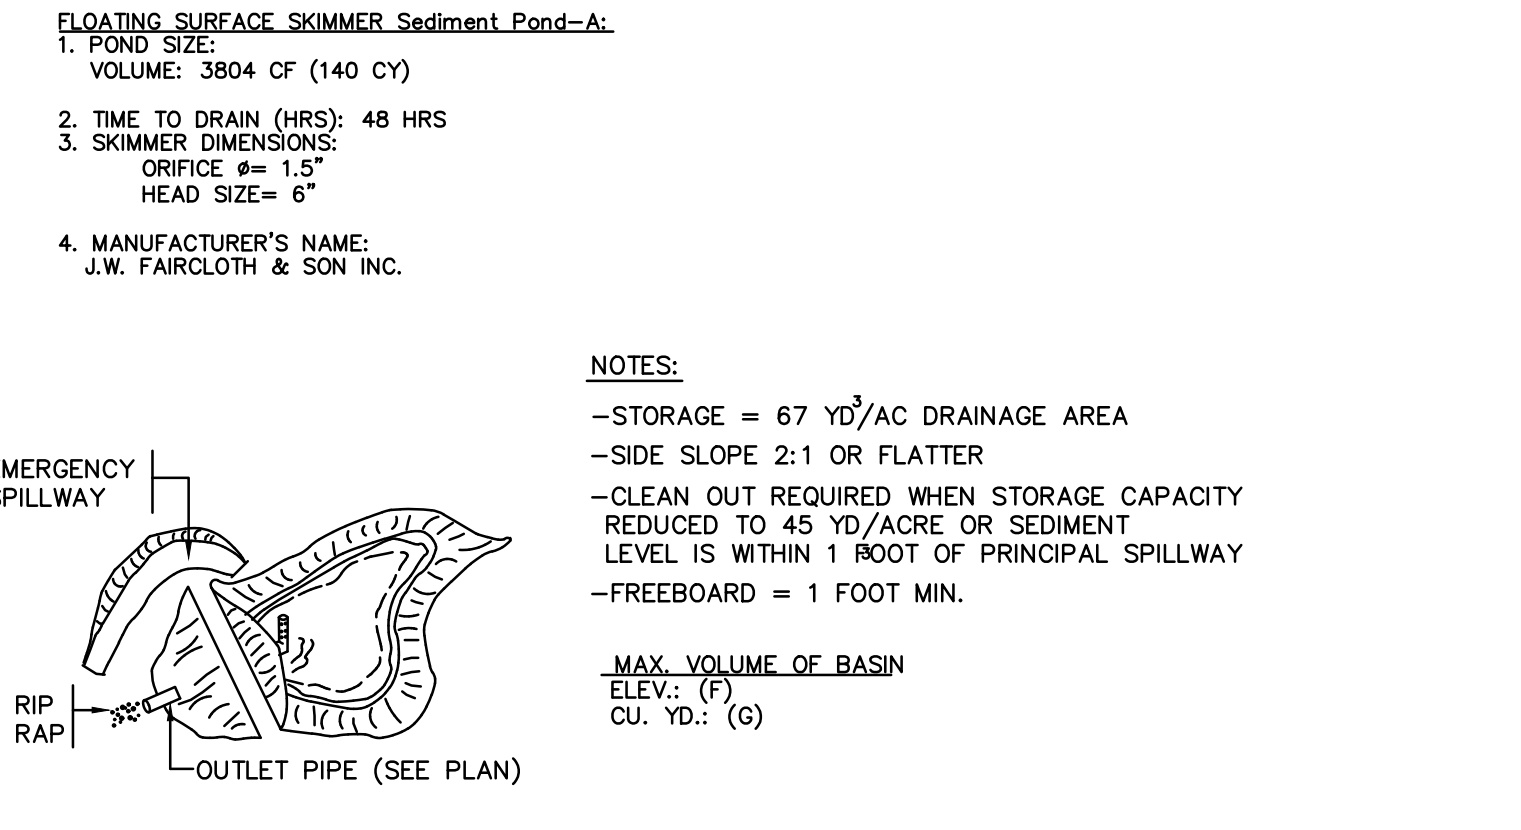 FLOATING SURFACE SKIMMER Sediment Pond-A:
1. POND SIZE:
VOLUME: 3804 CF (140 CY)
2. TIME TO DRAIN (HRS): 48 HRS
3. SKIMMER DIMENSIONS:
ORIFICE ø= 1.5"
HEAD SIZE= 6"
4. MANUFACTURER'S NAME:
J.W. FAIRCLOTH & SON INC.
NOTES:
-STORAGE = 67 YD³/AC DRAINAGE AREA
-SIDE SLOPE 2:1 OR FLATTER
-CLEAN OUT REQUIRED WHEN STORAGE CAPACITY
REDUCED TO 45 YD/ACRE OR SEDIMENT
LEVEL IS WITHIN 1 FOOT OF PRINCIPAL SPILLWAY
3
-FREEBOARD = 1 FOOT MIN.
MAX. VOLUME OF BASIN
ELEV.: (F)
CU. YD.: (G)
MERGENCY
SPILLWAY
RIP
RAP
OUTLET PIPE (SEE PLAN)